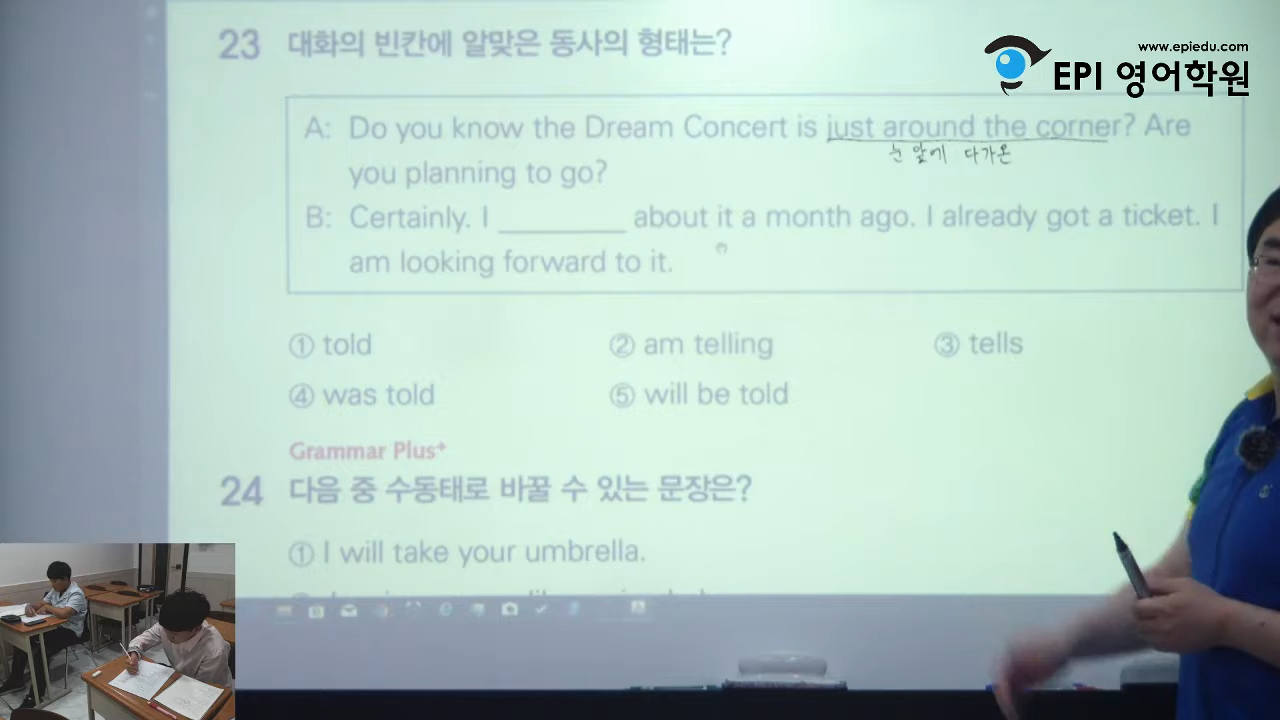 www.epiedu.com
EPI 영어학원
23 대화의 빈칸에 알맞은 동사의 형태는?
A: Do you know the Dream Concert is just around the corner? Are
눈 앞에 다가온
you planning to go?
B: Certainly. I ________ about it a month ago. I already got a ticket. I
am looking forward to it.
① told ② am telling ③ tells
④ was told ⑤ will be told
Grammar Plus+
24 다음 중 수동태로 바꿀 수 있는 문장은?
① I will take your umbrella.